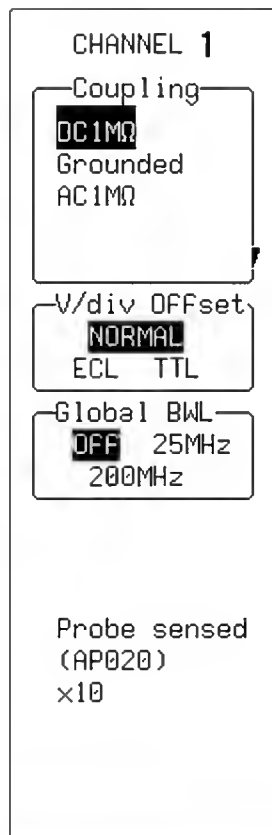 CHANNEL 1
Coupling
DC1MΩ
Grounded
AC1MΩ
V/div OFFset
NORMAL
ECL TTL
Global BWL
OFF 25MHz
200MHz
Probe sensed
(AP020)
×10